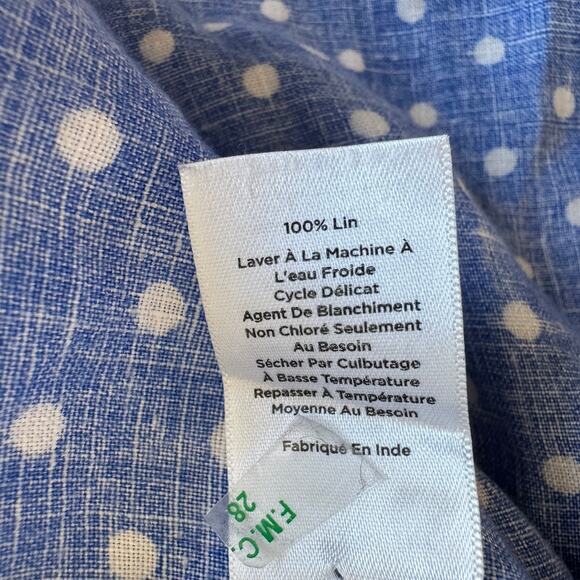 100% Lin
Laver À La Machine À
L'eau Froide
Cycle Délicat
Agent De Blanchiment
Non Chloré Seulement
Au Besoin
Sécher Par Culbutage
À Basse Température
Repasser À Température
Moyenne Au Besoin
Fabriqué En Inde
F.M.C.
28